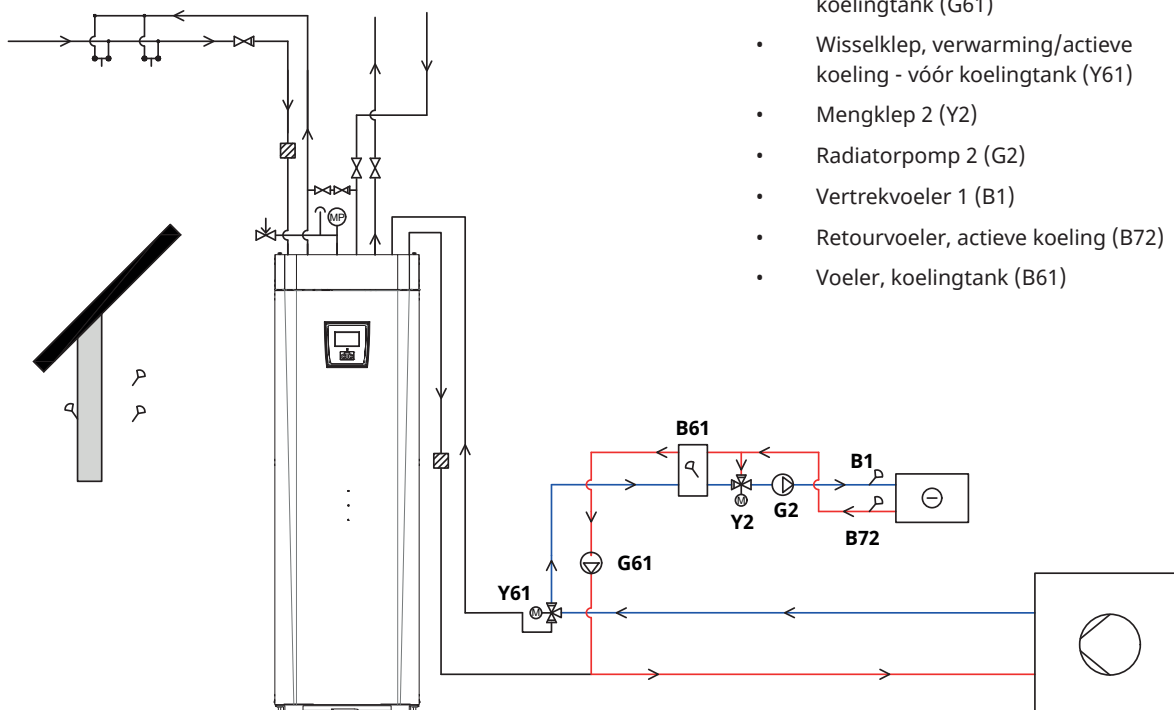 koelingtank (G61)
• Wisselklep, verwarming/actieve
koeling - vóór koelingtank (Y61)
• Mengklep 2 (Y2)
• Radiatorpomp 2 (G2)
• Vertrekvoeler 1 (B1)
• Retourvoeler, actieve koeling (B72)
• Voeler, koelingtank (B61)
MP
B61
B1
M
Y2
G2
B72
G61
Y61
M